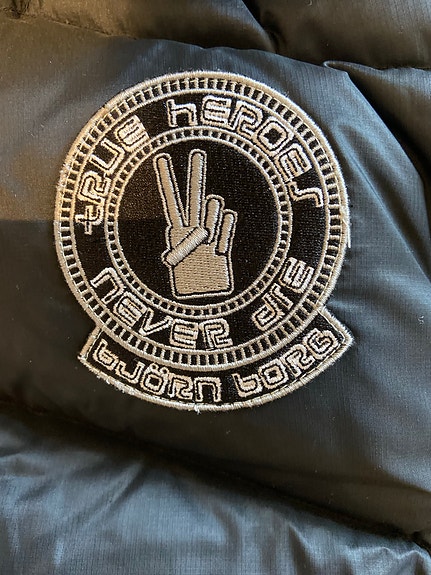 TRUE HEROES
NEVER DIE
BJÖRN BORG